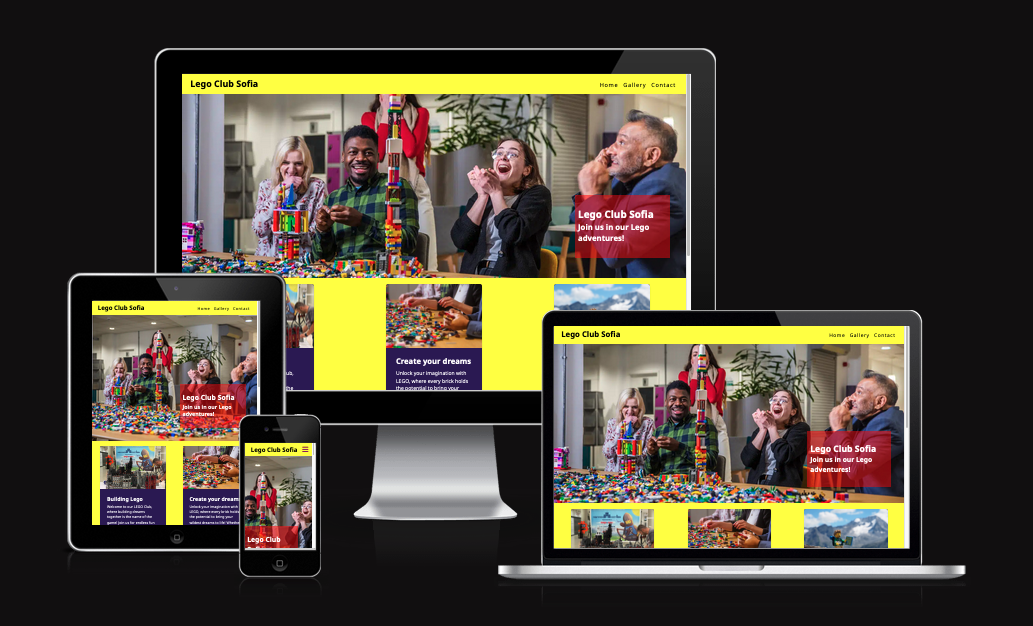 Lego Club Sofia
Home Gallery Contact
Lego Club Sofia
Join us in our Lego
adventures!
Create your dreams
Unlock your imagination with
LEGO, where every brick holds
the potential to bring your
Lego Club Sofia
Home Gallery Contact
Lego Club Sofia
Join us in our Lego
adventures!
Building Lego
Welcome to our LEGO Club,
where building dreams
together is the name of the
game! Join us for endless fun
Create your dreams
Unlock your imagination with
LEGO, where every brick holds
the potential to bring your
wildest dreams to life! Whether
Lego Club Sofia
Lego Club
Lego Club Sofia
Home Gallery Contact
Lego Club Sofia
Join us in our Lego
adventures!